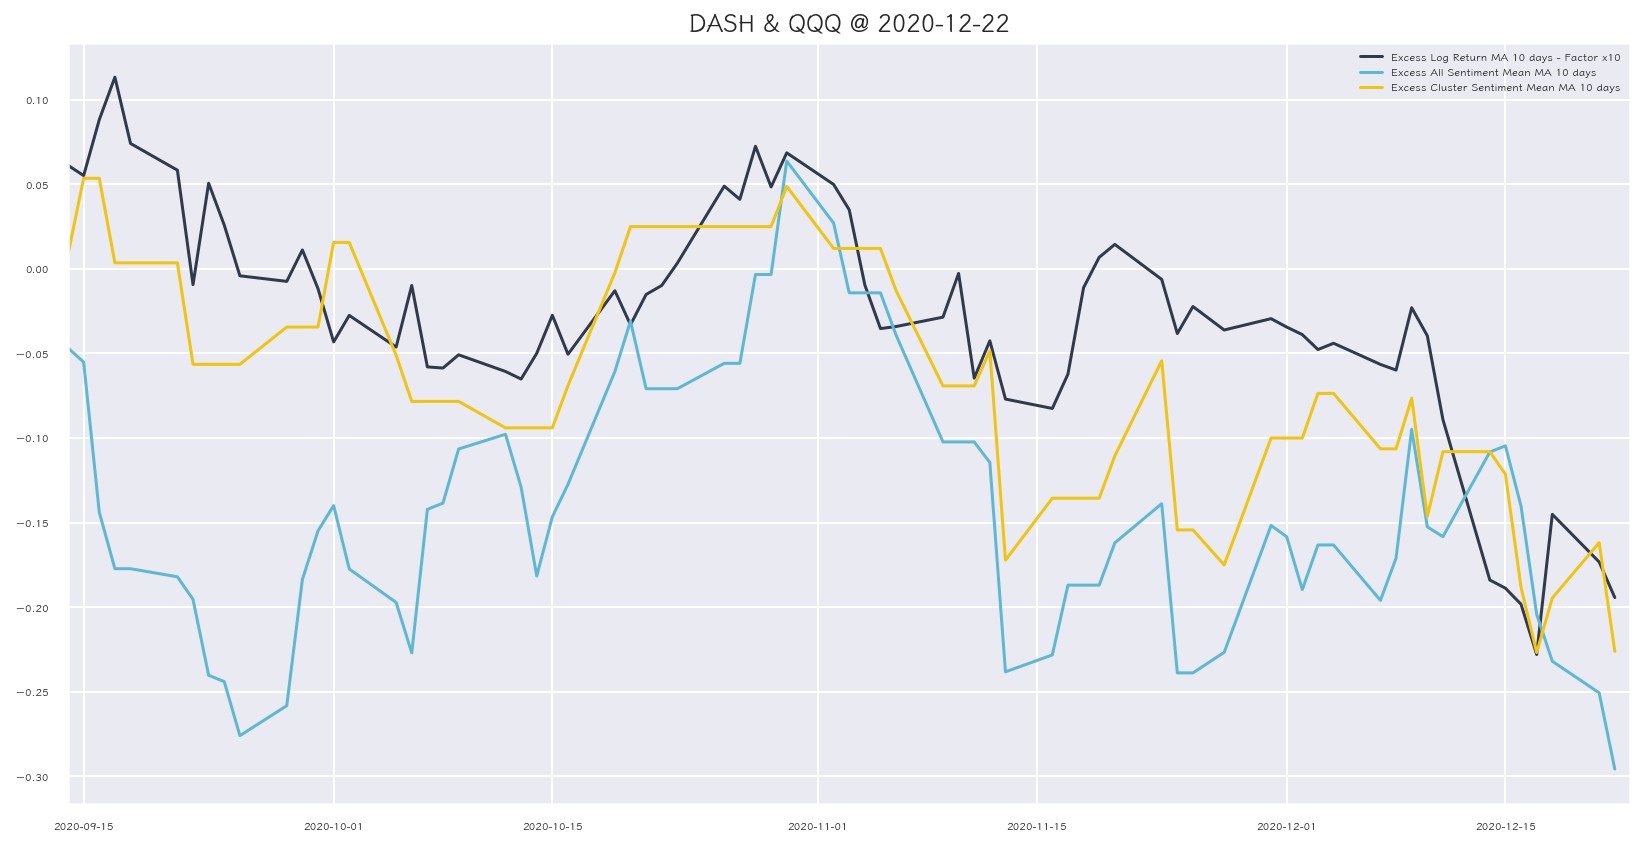 DASH & QQQ @ 2020-12-22
Excess Log Return MA 10 days - Factor x10
Excess All Sentiment Mean MA 10 days
Excess Cluster Sentiment Mean MA 10 days
0.10
0.05
0.00
−0.05
−0.10
−0.15
−0.20
−0.25
−0.30
2020-09-15 2020-10-01 2020-10-15 2020-11-01 2020-11-15 2020-12-01 2020-12-15